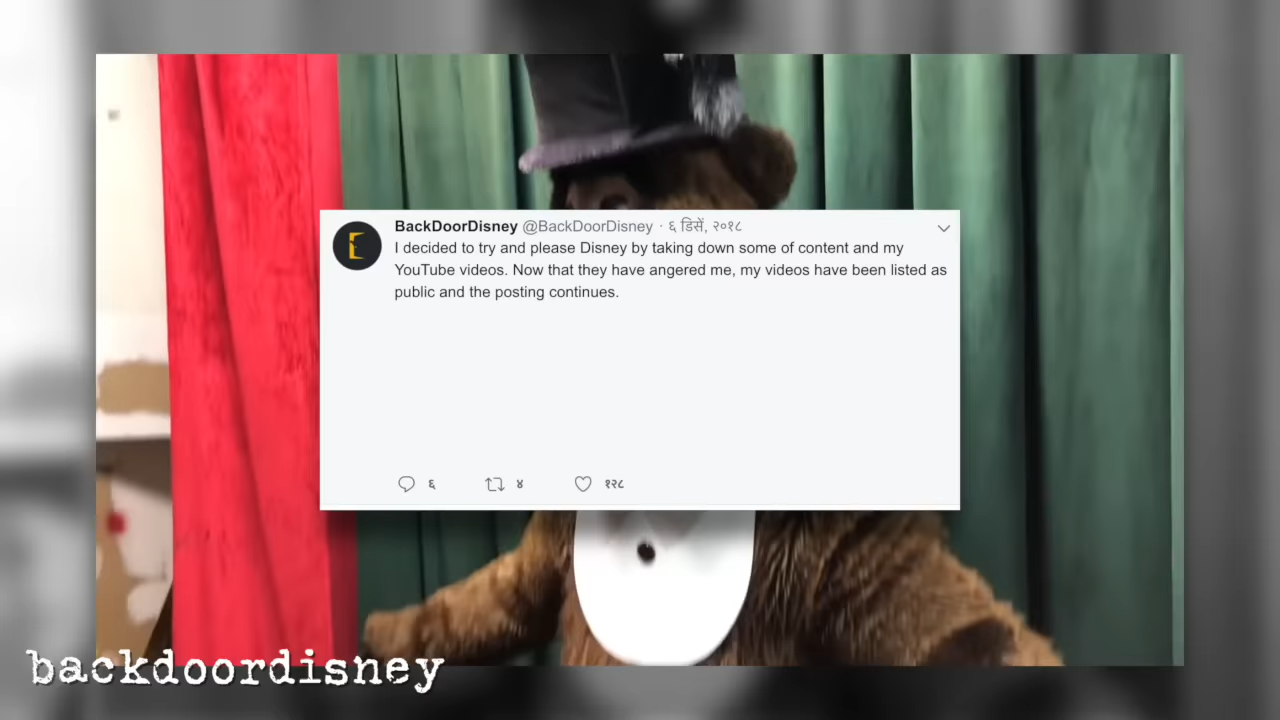 BackDoorDisney @BackDoorDisney · ६ डिसें, २०१८
I decided to try and please Disney by taking down some of content and my
YouTube videos. Now that they have angered me, my videos have been listed as
public and the posting continues.
६ ४ १२८
backdoordisney